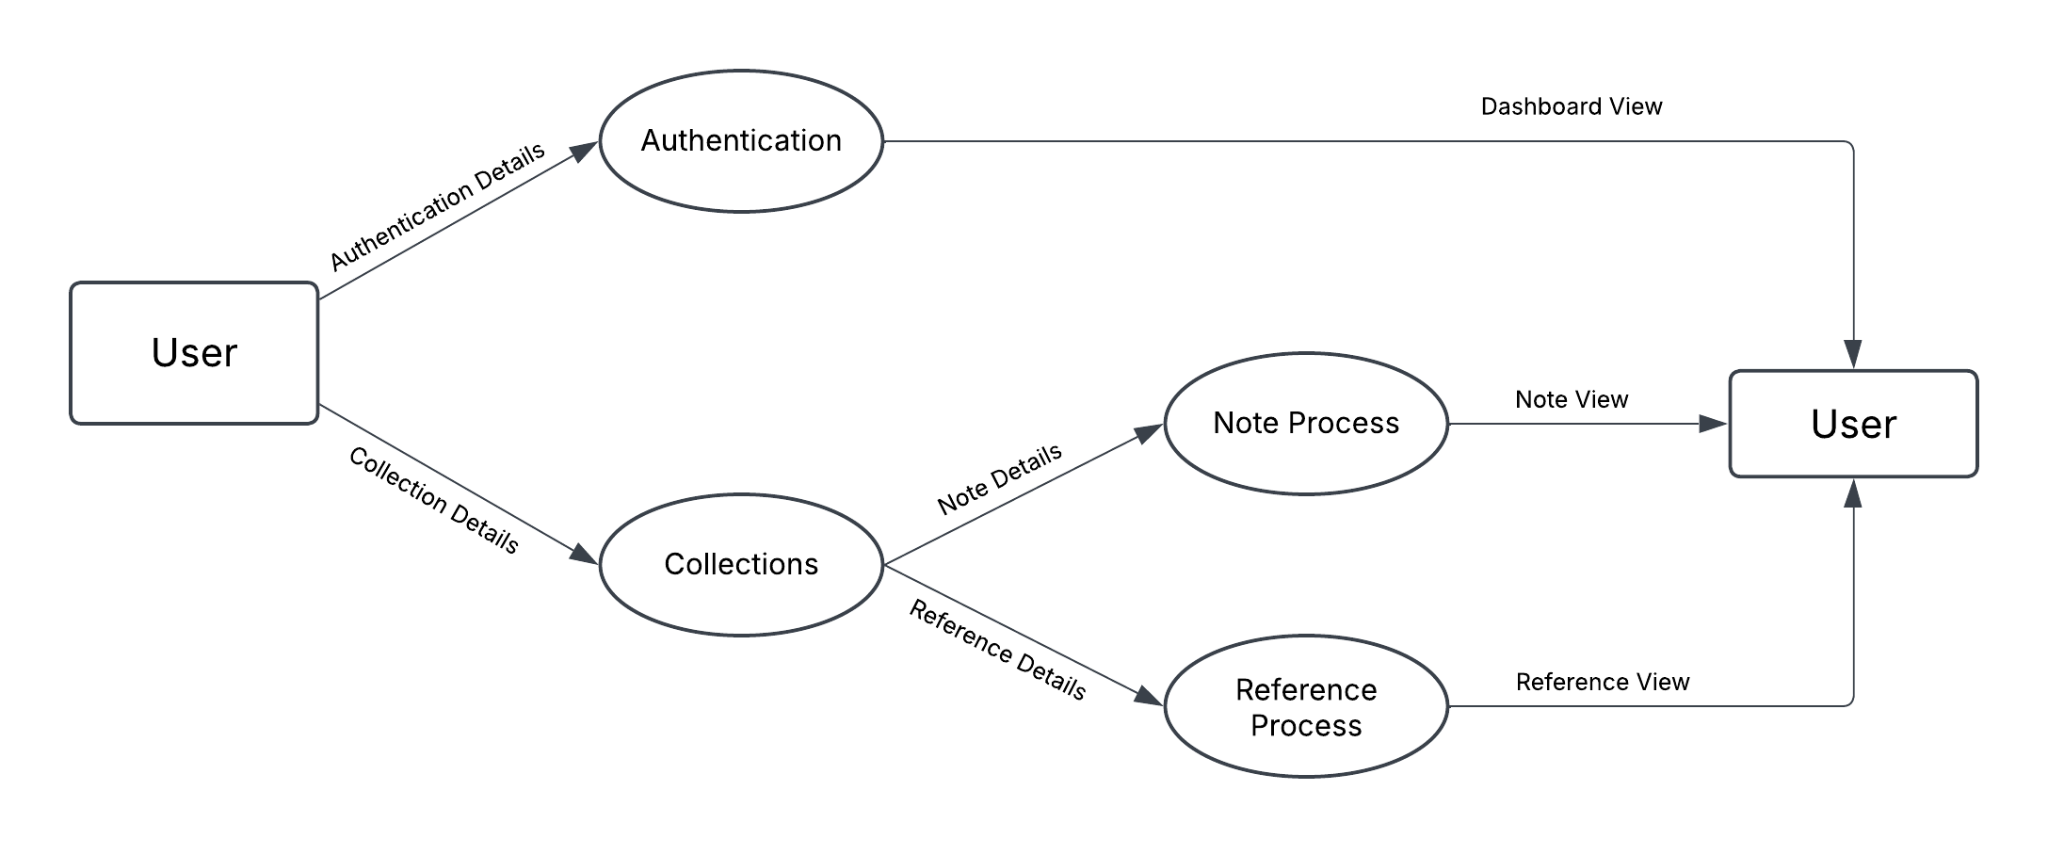 Dashboard View
Authentication
Authentication Details
User
Collection Details
Collections
Note Details
Note Process
Note View
User
Reference Details
Reference
Process
Reference View